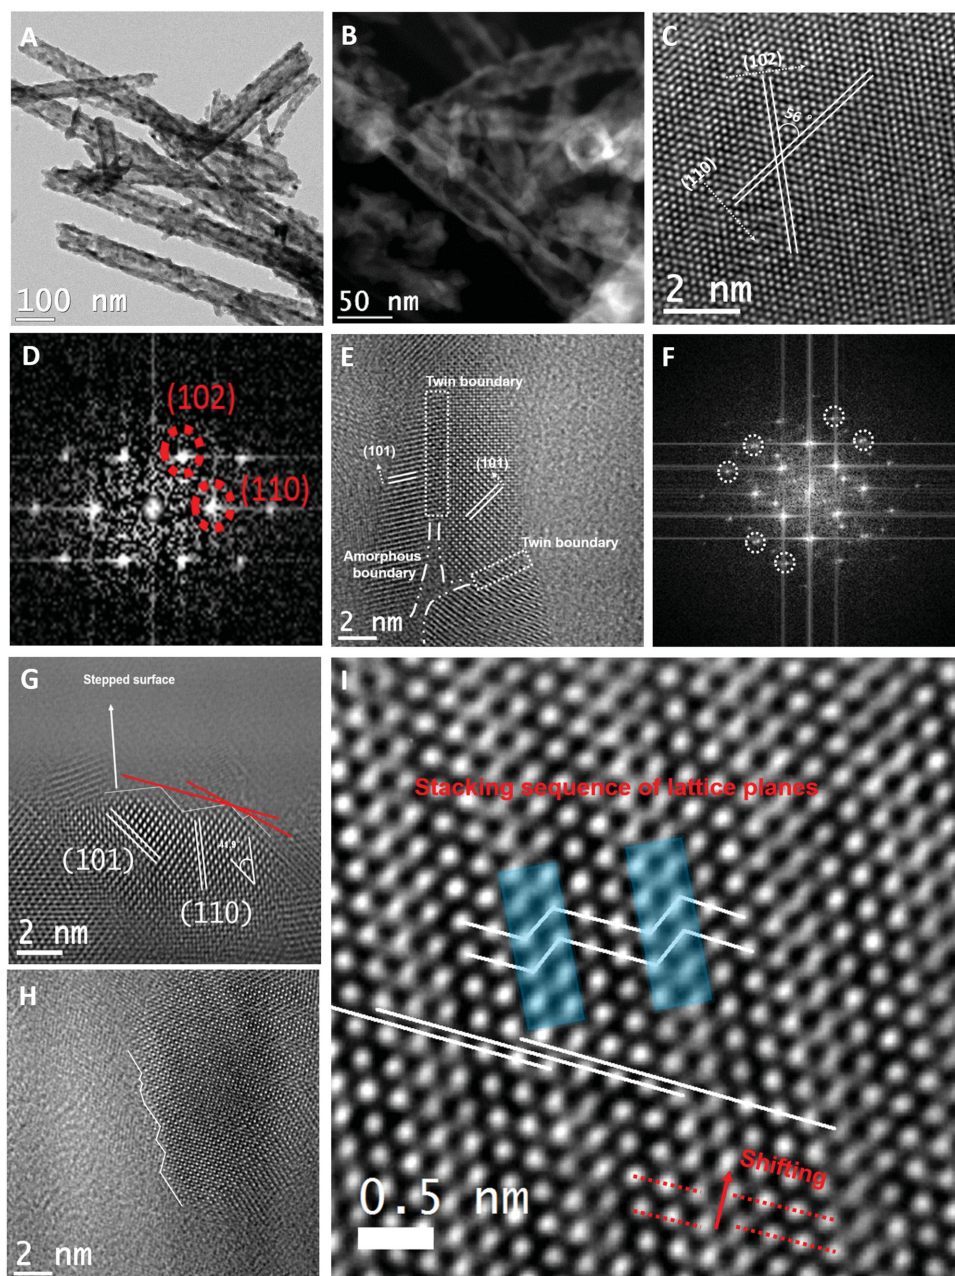 A
100 nm
B
50 nm
C
(102)
56 °
(110)
2 nm
D
(102)
(110)
E
Twin boundary
(101)
(101)
Amorphous
boundary
Twin boundary
2 nm
F
G
Stepped surface
(101)
41.9
(110)
2 nm
H
2 nm
I
Stacking sequence of lattice planes
Shifting
0.5 nm